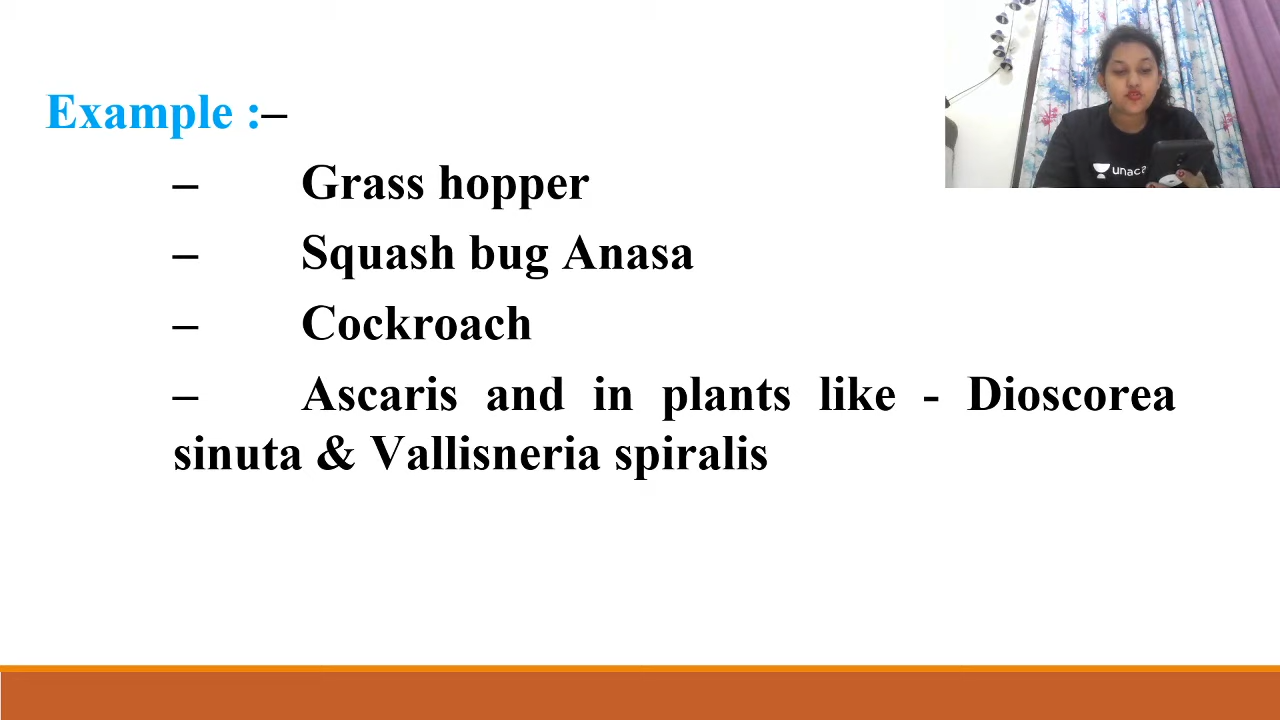 Example :–
– Grass hopper
– Squash bug Anasa
– Cockroach
– Ascaris and in plants like - Dioscorea
sinuta & Vallisneria spiralis